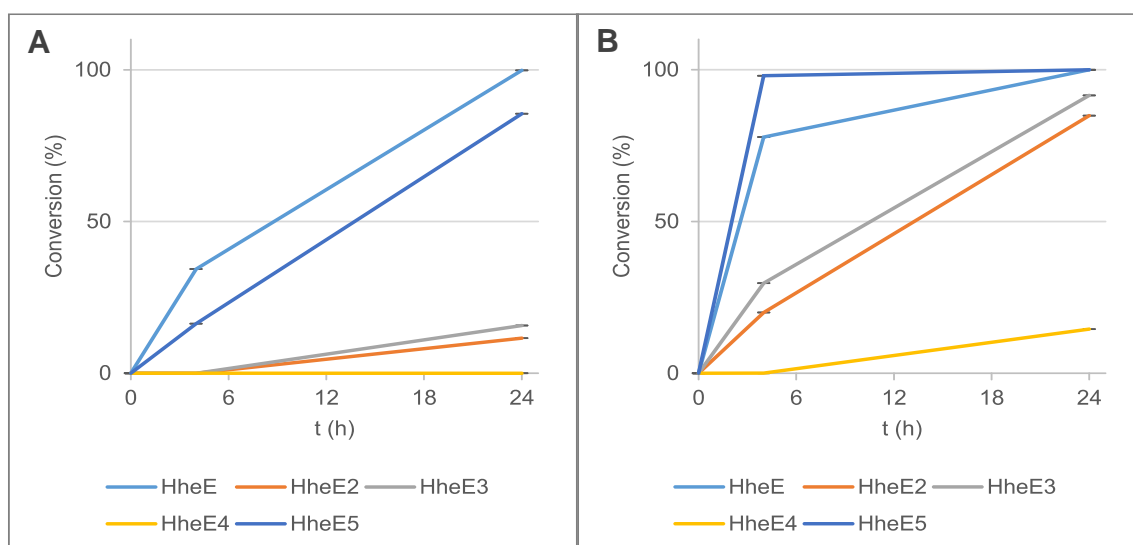 A
100
50
0
Conversion (%)
0 6 12 18 24
t (h)
HheE HheE2 HheE3
HheE4 HheE5
B
100
50
0
Conversion (%)
0 6 12 18 24
t (h)
HheE HheE2 HheE3
HheE4 HheE5